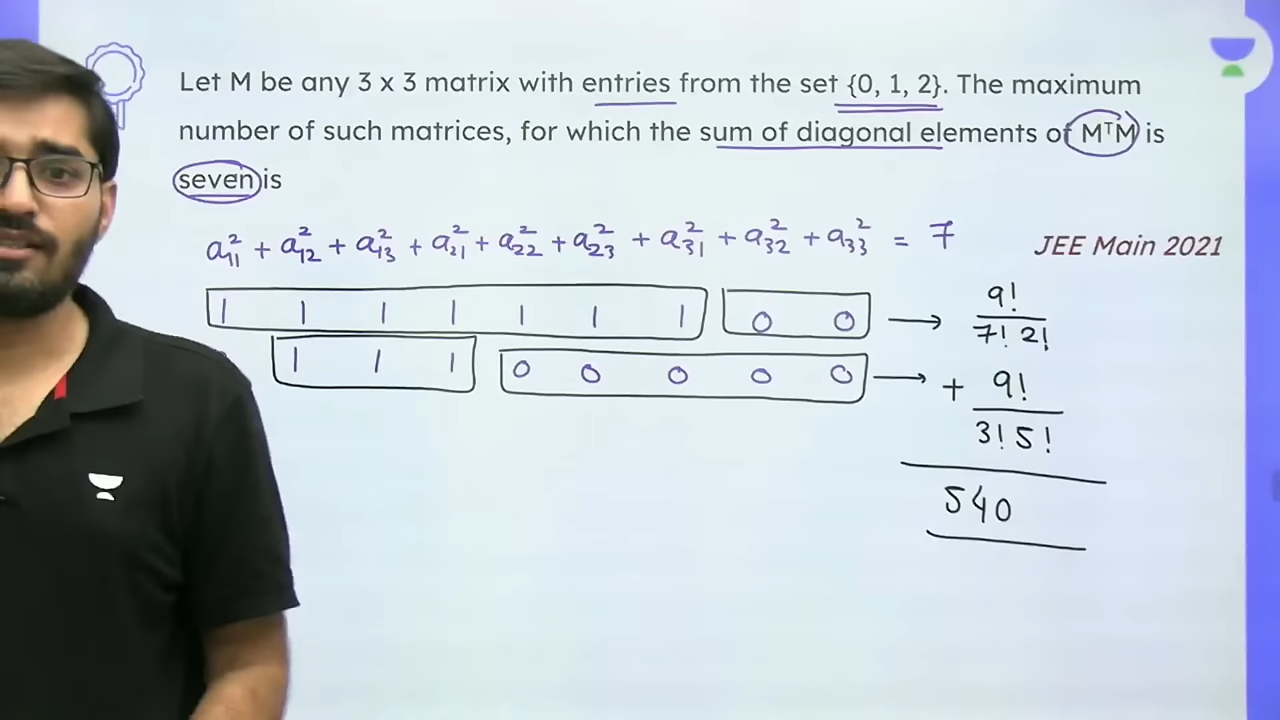 Let M be any 3 x 3 matrix with entries from the set {0, 1, 2}. The maximum
number of such matrices, for which the sum of diagonal elements of MᵀM is
seven is
a₁₁² + a₁₂² + a₁₃² + a₂₁² + a₂₂² + a₂₃² + a₃₁² + a₃₂² + a₃₃² = 7
JEE Main 2021
1 1 1 1 1 1 1 0 0 → 9!/7! 2!
1 1 1 0 0 0 0 0 → + 9!/3! 5!
540